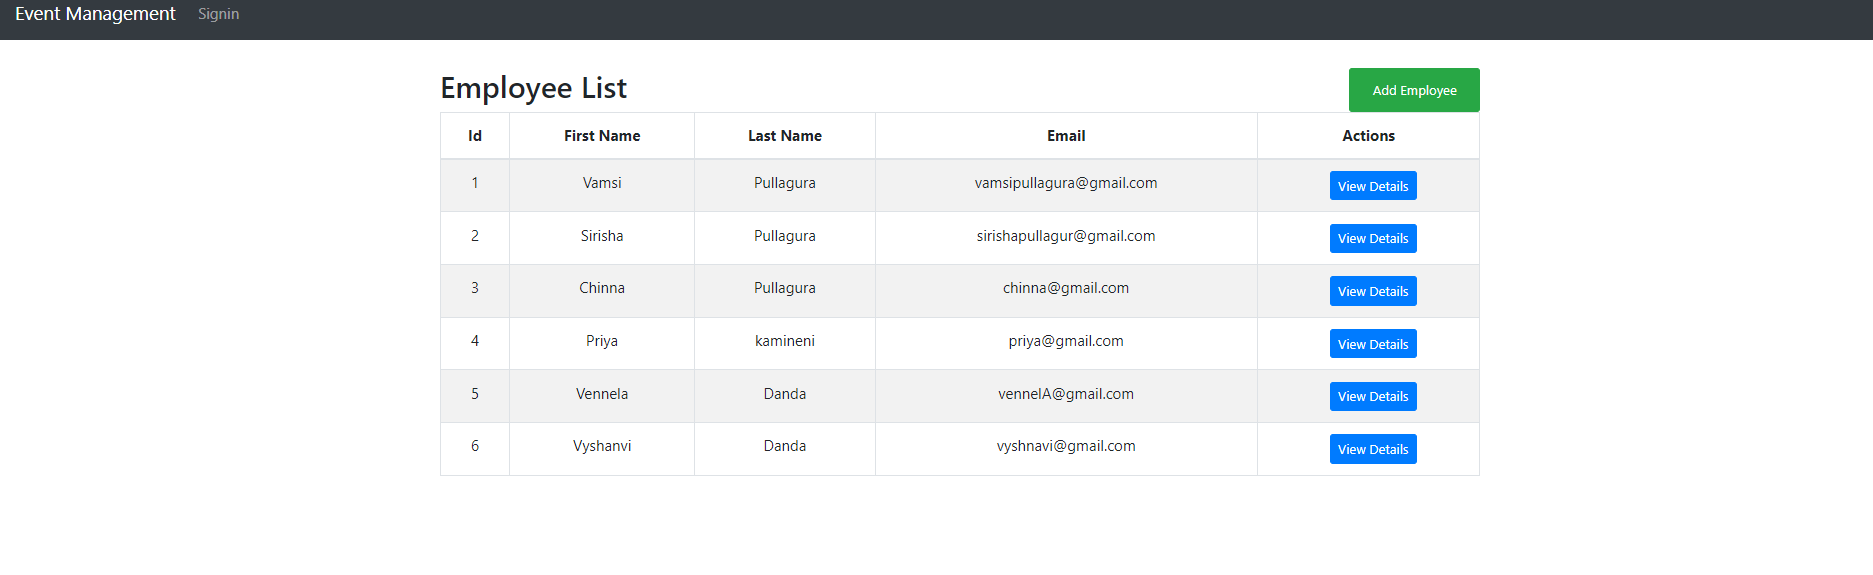 Event Management Signin
Employee List Add Employee
Id First Name Last Name Email Actions
1 Vamsi Pullagura vamsipullagura@gmail.com View Details
2 Sirisha Pullagura sirishapullagur@gmail.com View Details
3 Chinna Pullagura chinna@gmail.com View Details
4 Priya kamineni priya@gmail.com View Details
5 Vennela Danda vennelA@gmail.com View Details
6 Vyshanvi Danda vyshnavi@gmail.com View Details